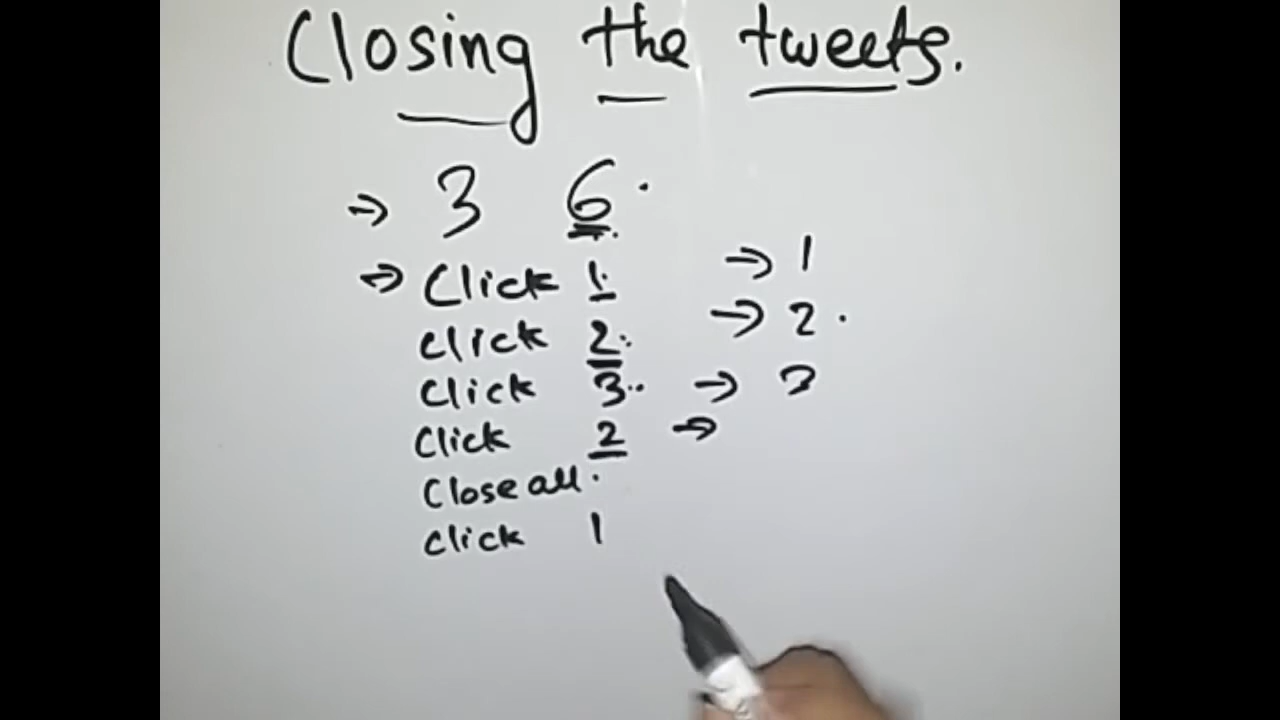 Closing the tweets.
→ 3 6.
→ Click 1. → 1
Click 2. → 2.
Click 3.. → 3
Click 2 →
Close all.
Click 1